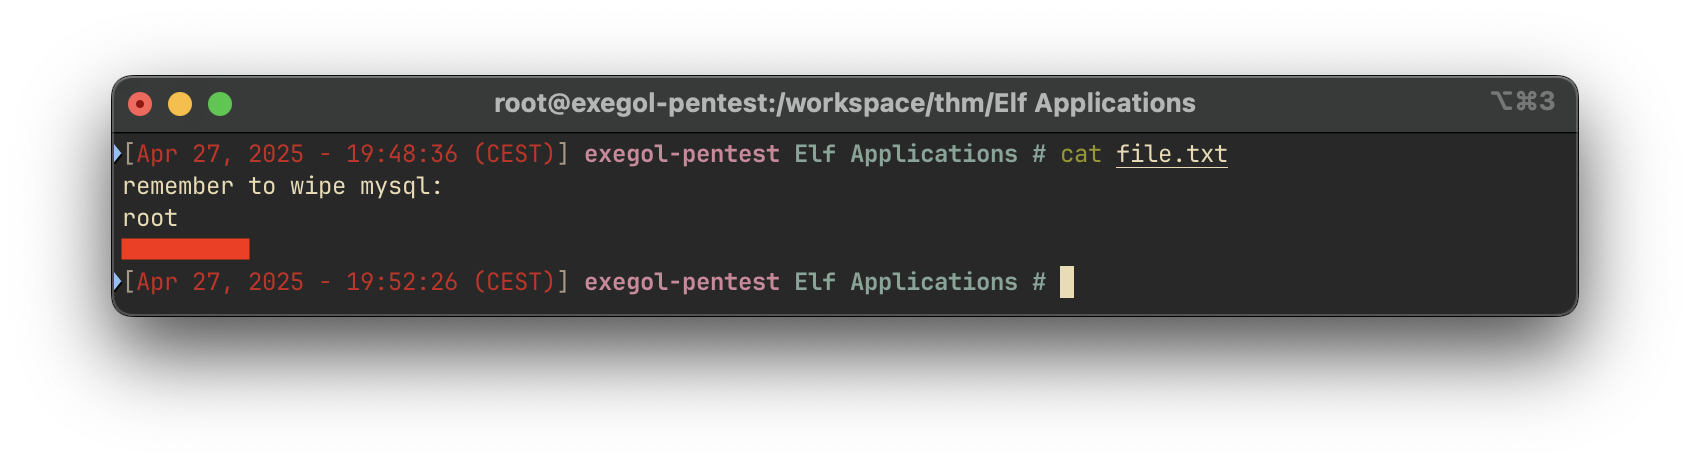 root@exegol-pentest:/workspace/thm/Elf Applications ⌥⌘3
[Apr 27, 2025 - 19:48:36 (CEST)] exegol-pentest Elf Applications # cat file.txt
remember to wipe mysql:
root
[Apr 27, 2025 - 19:52:26 (CEST)] exegol-pentest Elf Applications #